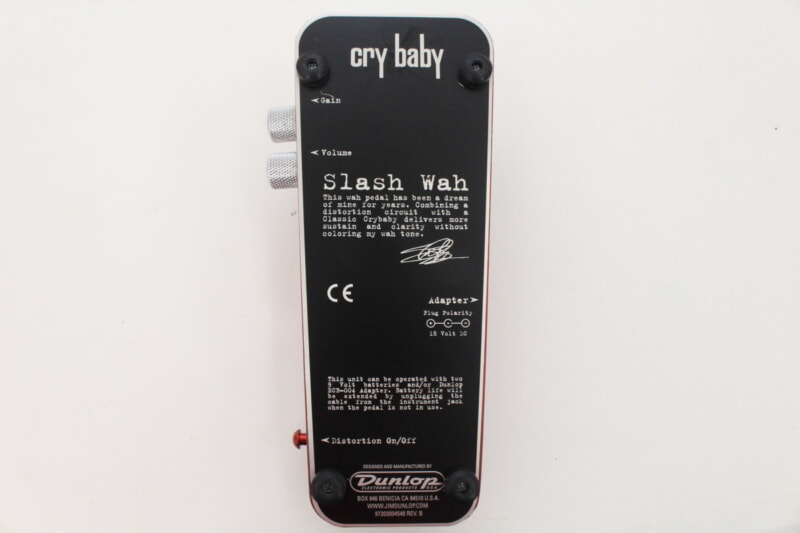 cry baby
Gain
Volume
Slash Wah
This wah pedal has been a dream
of mine for years. Combining a
distortion circuit with a
Classic Crybaby delivers more
sustain and clarity without
coloring my wah tone.
CE
Adapter
Plug Polarity
18 Volt DC
This unit can be operated with two
9 Volt batteries and/or Dunlop
ECB-004 Adapter. Battery life will
be extended by unplugging the
cable from the instrument jack
when the pedal is not in use.
Distortion On/Off
DESIGNED AND MANUFACTURED BY
Dunlop
ELECTRONIC PRODUCTS U.S.A.
BOX 846 BENICIA CA 94510 U.S.A.
WWW.JIMDUNLOP.COM
97203004548 REV. B